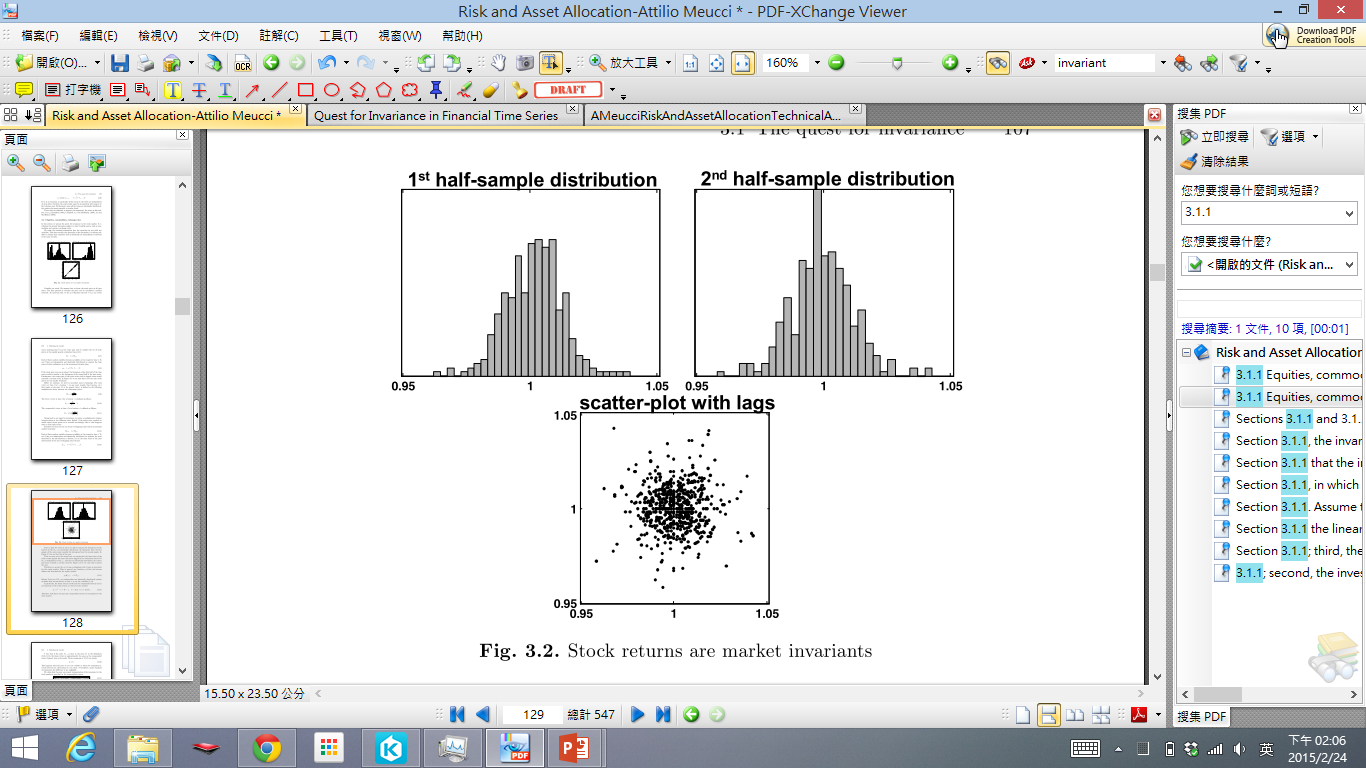 Risk and Asset Allocation-Attilio Meucci * - PDF-XChange Viewer
檔案(F) 編輯(E) 檢視(V) 文件(D) 註解(C) 工具(T) 視窗(W) 幫助(H)
Download PDF
Creation Tools
開啟(O)... OCR 放大工具 1:1 160% invariant
打字機 T T T DRAFT
Risk and Asset Allocation-Attilio Meucci *
Quest for Invariance in Financial Time Series
AMeucciRiskAndAssetAllocationTechnicalA...
頁面
126
127
128
頁面
3.1 The quest for invariance 107
1st half-sample distribution
0.95 1 1.05
2nd half-sample distribution
0.95 1 1.05
scatter-plot with lags
1.05
1
0.95
0.95 1 1.05
Fig. 3.2. Stock returns are market invariants
15.50 x 23.50 公分
搜集 PDF
立即搜尋 選項
清除結果
你想要搜尋什麼詞或短語?
3.1.1
你想要搜尋什麼?
<開啟的文件 (Risk an...
搜尋摘要: 1 文件, 10 項, [00:01]
Risk and Asset Allocation
3.1.1 Equities, commo
3.1.1 Equities, commo
Sections 3.1.1 and 3.1.
Section 3.1.1, the invar
Section 3.1.1 that the in
Section 3.1.1, in which
Section 3.1.1. Assume t
Section 3.1.1 the linear
Section 3.1.1; third, the
3.1.1; second, the inves
搜集 PDF
選項 129 總計 547
PDF
英
下午 02:06
2015/2/24